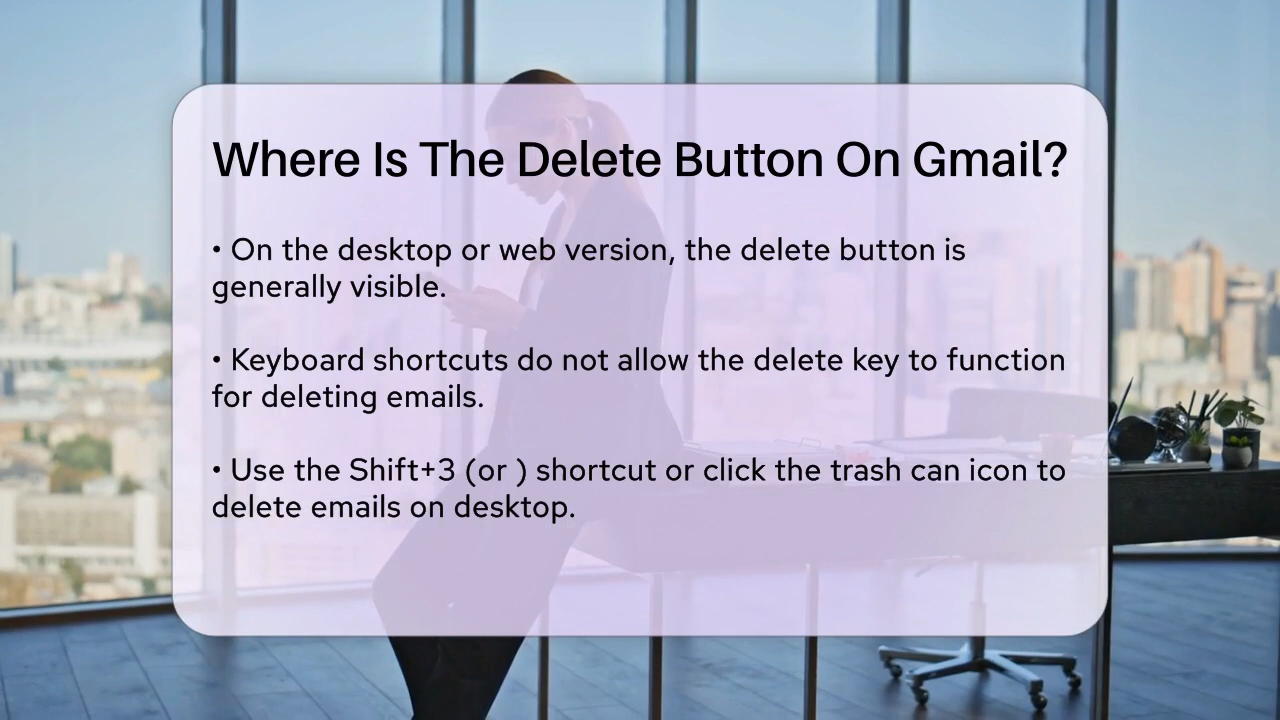 Where Is The Delete Button On Gmail?
• On the desktop or web version, the delete button is
generally visible.
• Keyboard shortcuts do not allow the delete key to function
for deleting emails.
• Use the Shift+3 (or ) shortcut or click the trash can icon to
delete emails on desktop.